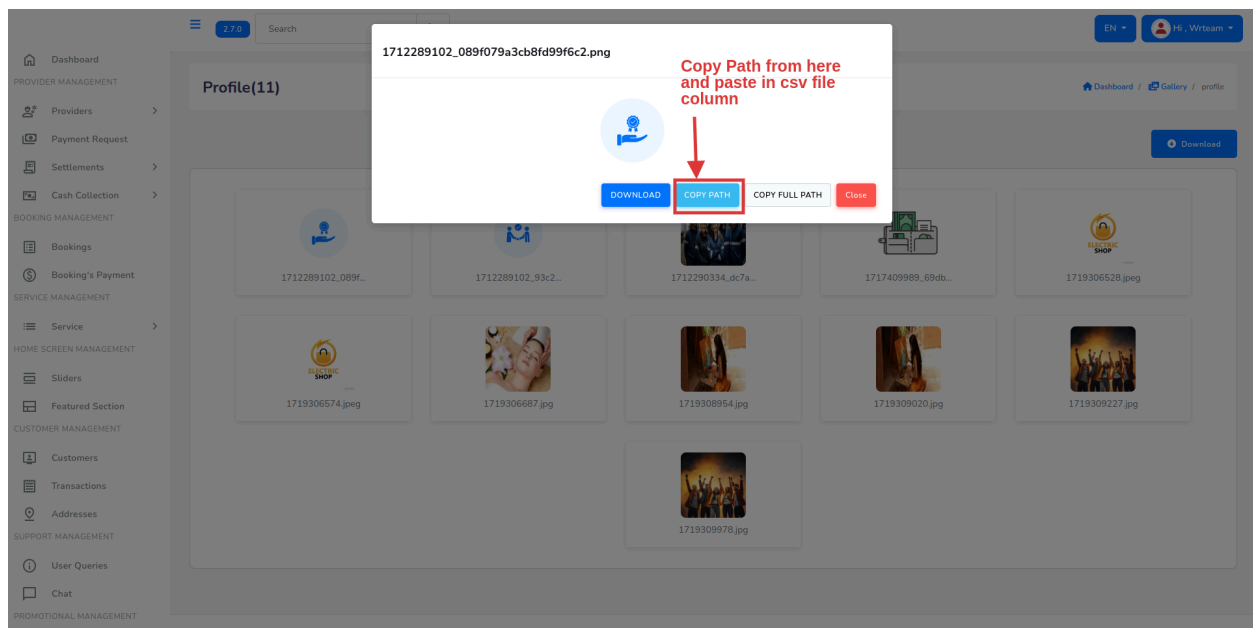 2.7.0
Search
EN
Hi , Wrteam
Dashboard
PROVIDER MANAGEMENT
Providers
Payment Request
Settlements
Cash Collection
BOOKING MANAGEMENT
Bookings
Booking's Payment
SERVICE MANAGEMENT
Service
HOME SCREEN MANAGEMENT
Sliders
Featured Section
CUSTOMER MANAGEMENT
Customers
Transactions
Addresses
SUPPORT MANAGEMENT
User Queries
Chat
PROMOTIONAL MANAGEMENT
Profile(11)
Dashboard / Gallery / profile
Download
1712289102_089f079a3cb8fd99f6c2.png
Copy Path from here
and paste in csv file
column
DOWNLOAD COPY PATH COPY FULL PATH Close
ELECTRIC
SHOP
1712289102_089f... 1712289102_93c2... 1712290334_dc7a... 1717409989_69db... 1719306528.jpeg
ELECTRIC
SHOP
1719306574.jpeg 1719306687.jpg 1719308954.jpg 1719309020.jpg 1719309227.jpg
1719309978.jpg